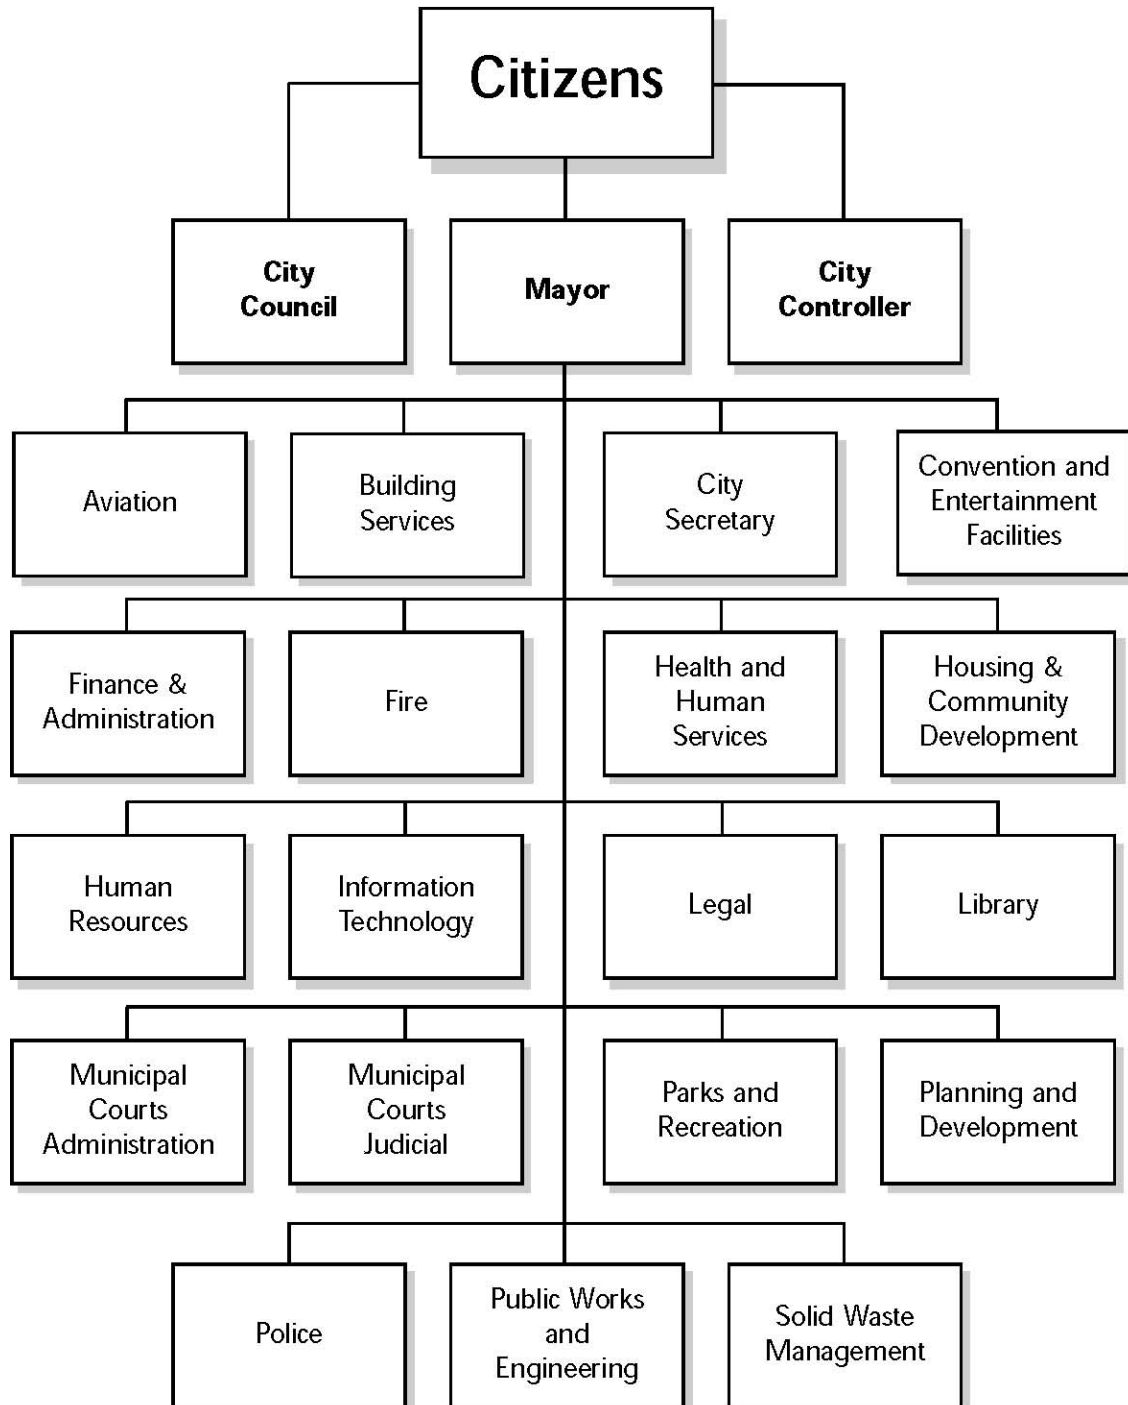 Citizens
City
Council
Mayor
City
Controller
Aviation
Building
Services
City
Secretary
Convention and
Entertainment
Facilities
Finance &
Administration
Fire
Health and
Human
Services
Housing &
Community
Development
Human
Resources
Information
Technology
Legal
Library
Municipal
Courts
Administration
Municipal
Courts
Judicial
Parks and
Recreation
Planning and
Development
Police
Public Works
and
Engineering
Solid Waste
Management